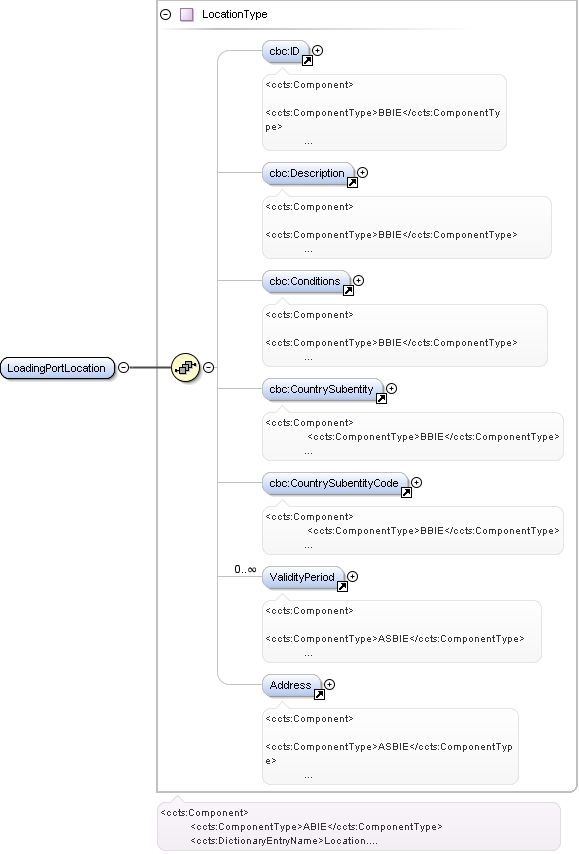 LocationType
cbc:ID
<ccts:Component>
<ccts:ComponentType>BBIE</ccts:ComponentTy
pe>
...
cbc:Description
<ccts:Component>
<ccts:ComponentType>BBIE</ccts:ComponentType>
...
cbc:Conditions
<ccts:Component>
<ccts:ComponentType>BBIE</ccts:ComponentType>
...
LoadingPortLocation
cbc:CountrySubentity
<ccts:Component>
<ccts:ComponentType>BBIE</ccts:ComponentType>
...
cbc:CountrySubentityCode
<ccts:Component>
<ccts:ComponentType>BBIE</ccts:ComponentType>
...
0..∞
ValidityPeriod
<ccts:Component>
<ccts:ComponentType>ASBIE</ccts:ComponentType>
...
Address
<ccts:Component>
<ccts:ComponentType>ASBIE</ccts:ComponentTyp
e>
...
<ccts:Component>
<ccts:ComponentType>ABIE</ccts:ComponentType>
<ccts:DictionaryEntryName>Location....